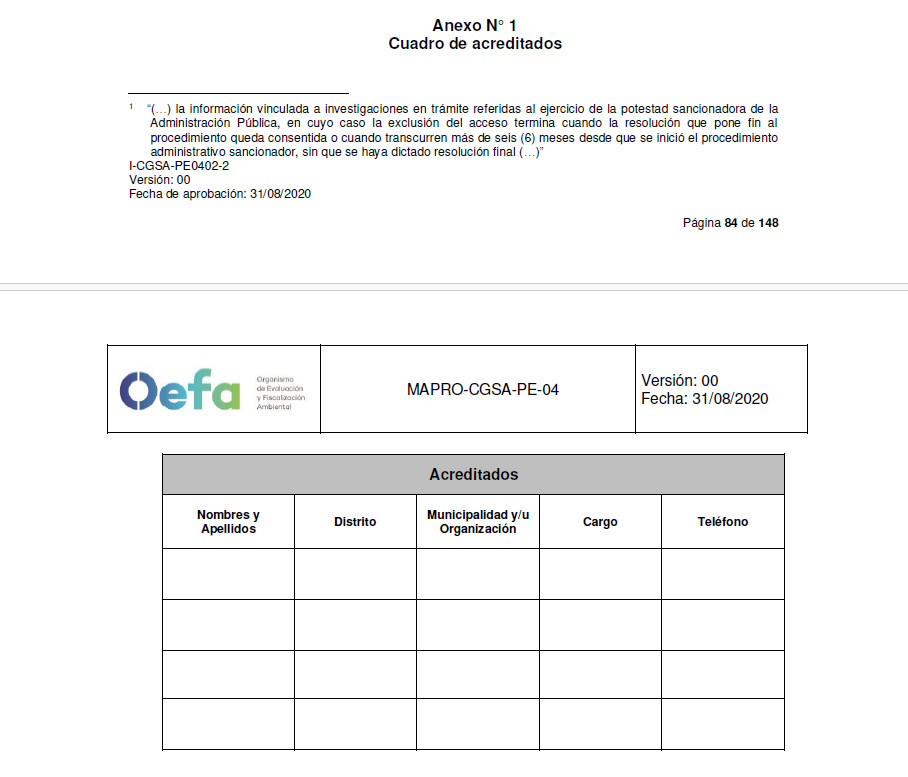 Anexo N° 1
Cuadro de acreditados
1 "(...) la información vinculada a investigaciones en trámite referidas al ejercicio de la potestad sancionadora de la
Administración Pública, en cuyo caso la exclusión del acceso termina cuando la resolución que pone fin al
procedimiento queda consentida o cuando transcurren más de seis (6) meses desde que se inició el procedimiento
administrativo sancionador, sin que se haya dictado resolución final (...)"
I-CGSA-PE0402-2
Versión: 00
Fecha de aprobación: 31/08/2020
Página 84 de 148
Oefa
Organismo
de Evaluación
y Fiscalización
Ambiental
MAPRO-CGSA-PE-04
Versión: 00
Fecha: 31/08/2020
Acreditados
Nombres y
Apellidos
Distrito
Municipalidad y/u
Organización
Cargo
Teléfono